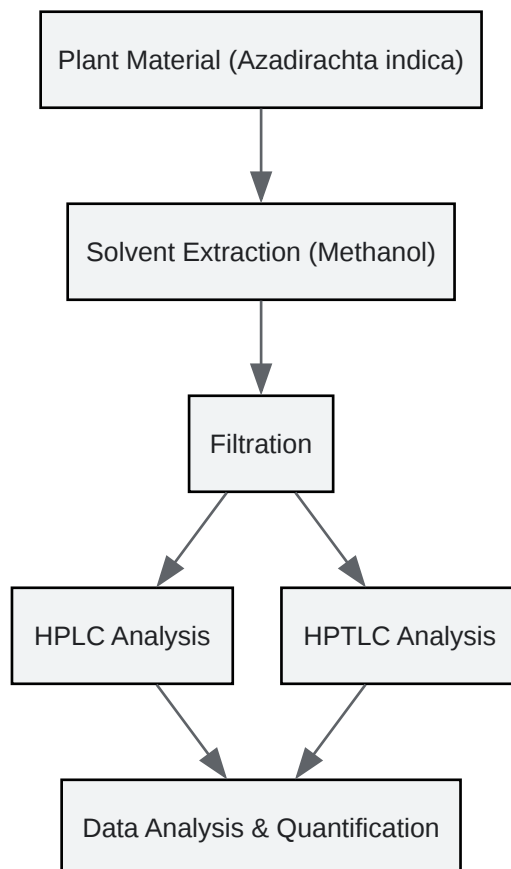 Plant Material (Azadirachta indica)
Solvent Extraction (Methanol)
Filtration
HPLC Analysis
HPTLC Analysis
Data Analysis & Quantification